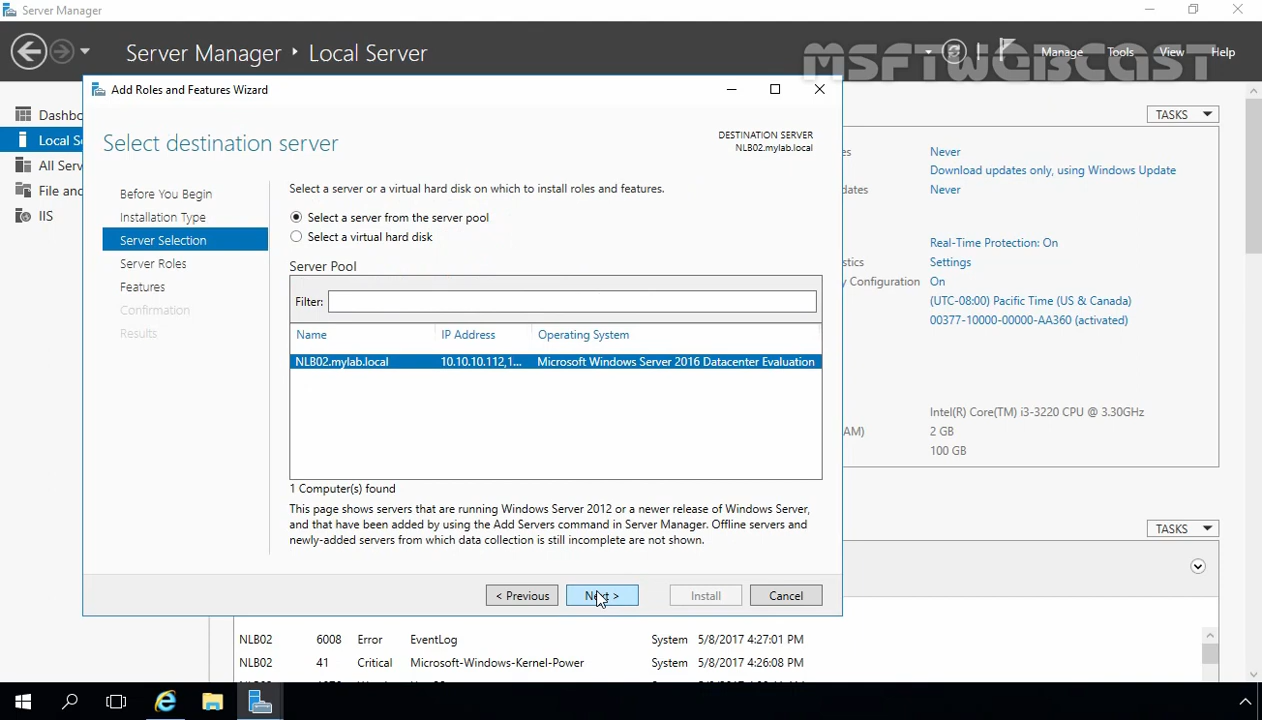 Server Manager
Server Manager ‣ Local Server
Manage Tools View Help
MSFTWEBCAST
Add Roles and Features Wizard
Select destination server
DESTINATION SERVER
NLB02.mylab.local
Before You Begin
Installation Type
Server Selection
Server Roles
Features
Confirmation
Results
Select a server or a virtual hard disk on which to install roles and features.
Select a server from the server pool
Select a virtual hard disk
Server Pool
Filter:
Name IP Address Operating System
NLB02.mylab.local 10.10.10.112,1... Microsoft Windows Server 2016 Datacenter Evaluation
1 Computer(s) found
This page shows servers that are running Windows Server 2012 or a newer release of Windows Server,
and that have been added by using the Add Servers command in Server Manager. Offline servers and
newly-added servers from which data collection is still incomplete are not shown.
< Previous Next > Install Cancel
Dashbo
Local Se
All Serv
File and
IIS
TASKS
es Never
Download updates only, using Windows Update
dates Never
Real-Time Protection: On
stics Settings
y Configuration On
(UTC-08:00) Pacific Time (US & Canada)
00377-10000-00000-AA360 (activated)
Intel(R) Core(TM) i3-3220 CPU @ 3.30GHz
AM) 2 GB
100 GB
TASKS
NLB02 6008 Error EventLog System 5/8/2017 4:27:01 PM
NLB02 41 Critical Microsoft-Windows-Kernel-Power System 5/8/2017 4:26:08 PM